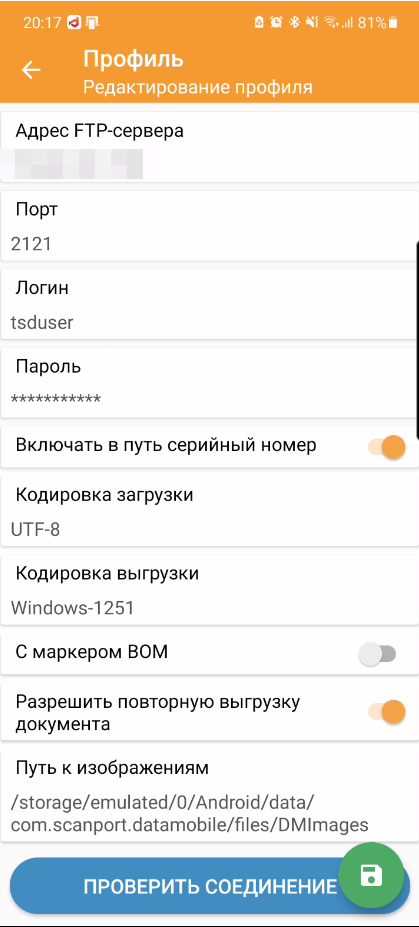 20:17 81%
Профиль
Редактирование профиля
Адрес FTP-сервера
Порт
2121
Логин
tsduser
Пароль
***********
Включать в путь серийный номер
Кодировка загрузки
UTF-8
Кодировка выгрузки
Windows-1251
С маркером BOM
Разрешить повторную выгрузку
документа
Путь к изображениям
/storage/emulated/0/Android/data/
com.scanport.datamobile/files/DMImages
ПРОВЕРИТЬ СОЕДИНЕНИЕ